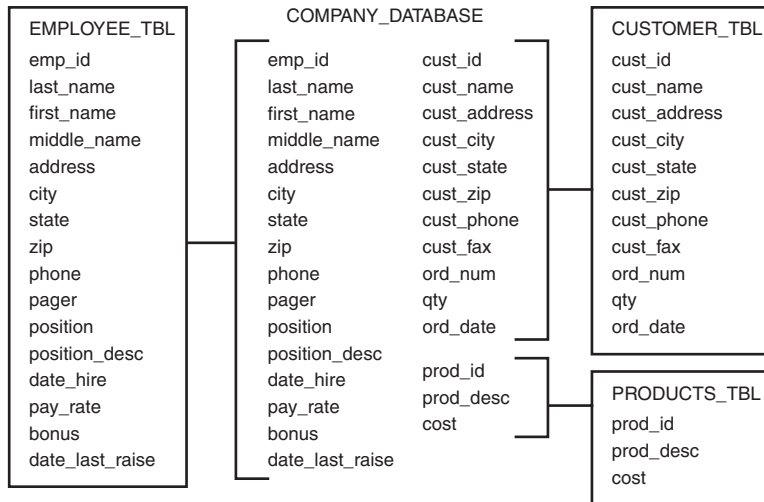 EMPLOYEE_TBL
emp_id
last_name
first_name
middle_name
address
city
state
zip
phone
pager
position
position_desc
date_hire
pay_rate
bonus
date_last_raise
COMPANY_DATABASE
emp_id
last_name
first_name
middle_name
address
city
state
zip
phone
pager
position
position_desc
date_hire
pay_rate
bonus
date_last_raise
cust_id
cust_name
cust_address
cust_city
cust_state
cust_zip
cust_phone
cust_fax
ord_num
qty
ord_date
prod_id
prod_desc
cost
CUSTOMER_TBL
cust_id
cust_name
cust_address
cust_city
cust_state
cust_zip
cust_phone
cust_fax
ord_num
qty
ord_date
PRODUCTS_TBL
prod_id
prod_desc
cost